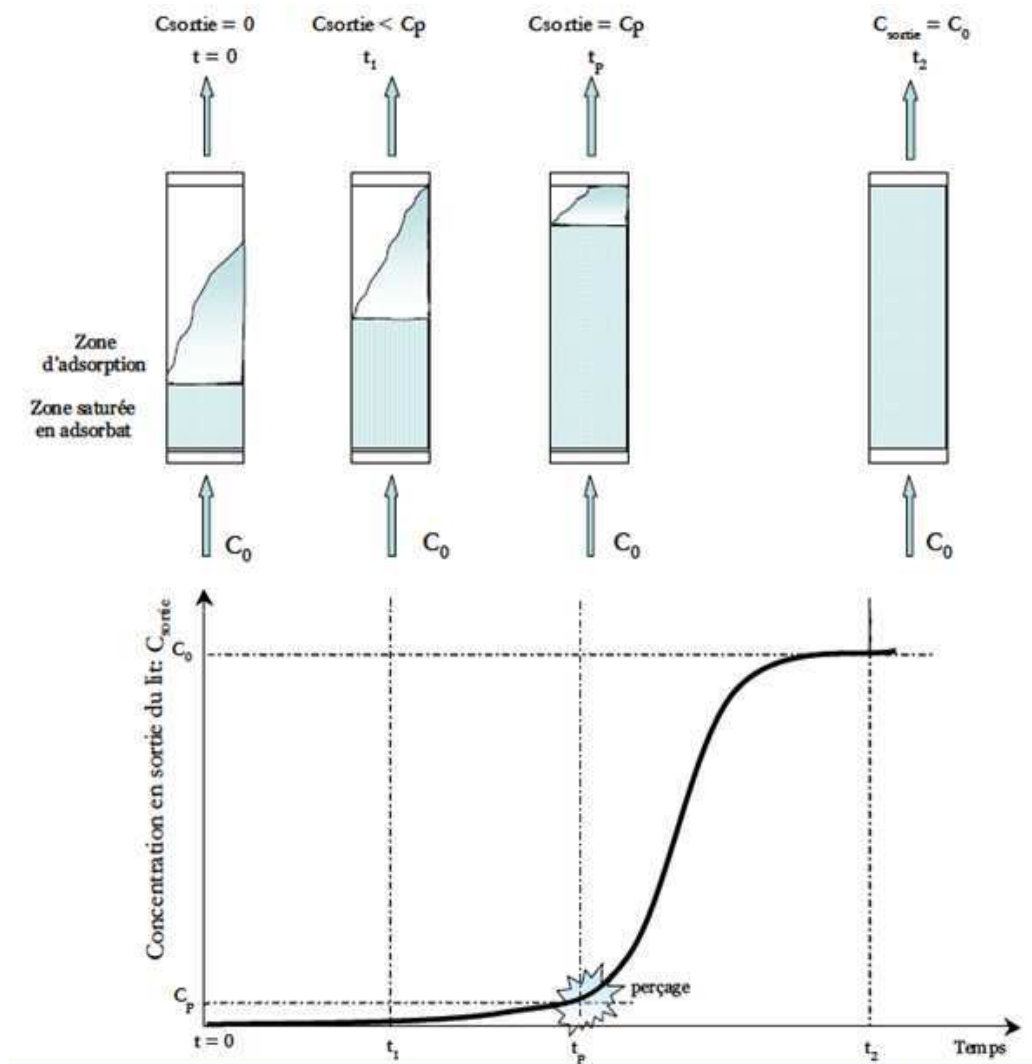 Csortie = 0
t = 0
Csortie < Cp
t1
Csortie = Cp
tp
Csortie = C0
t2
Zone
d'adsorption
Zone saturée
en adsorbat
C0
C0
C0
C0
Concentration en sortie du lit: Csortie
C0
Cp
perçage
t = 0
t1
tp
t2
Temps